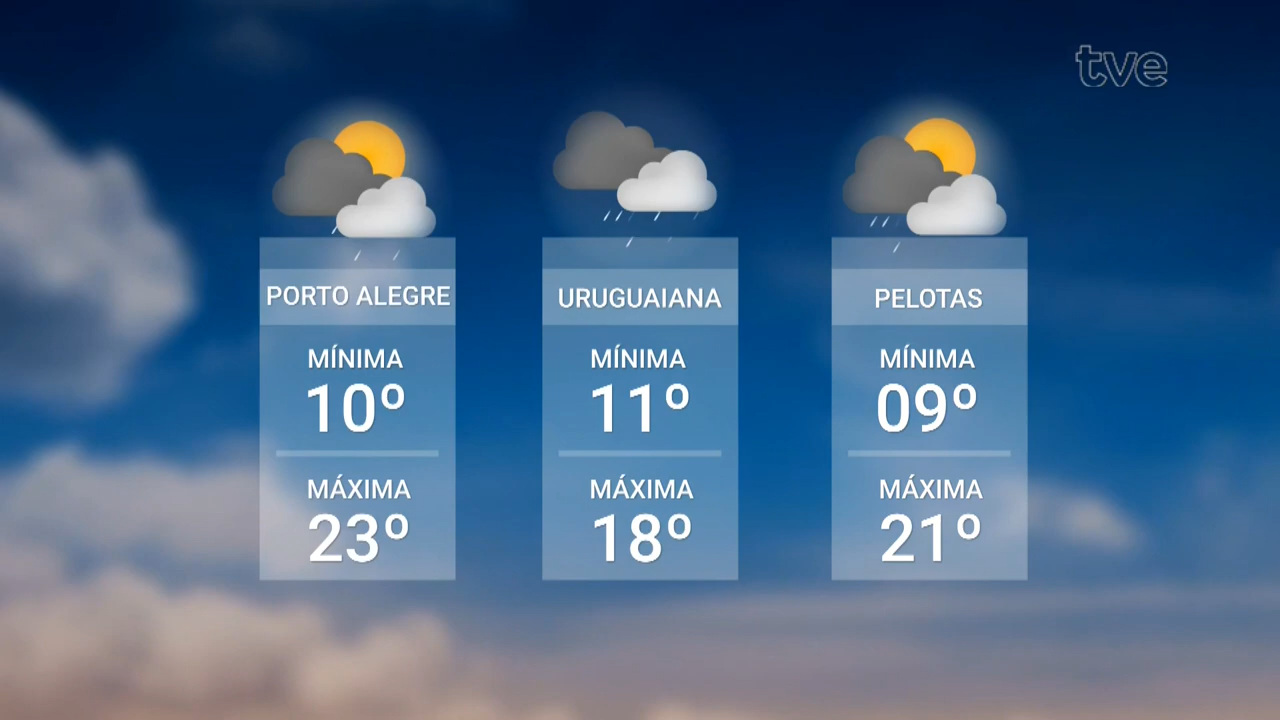 tve
PORTO ALEGRE
MÍNIMA
10º
MÁXIMA
23º
URUGUAIANA
MÍNIMA
11º
MÁXIMA
18º
PELOTAS
MÍNIMA
09º
MÁXIMA
21º